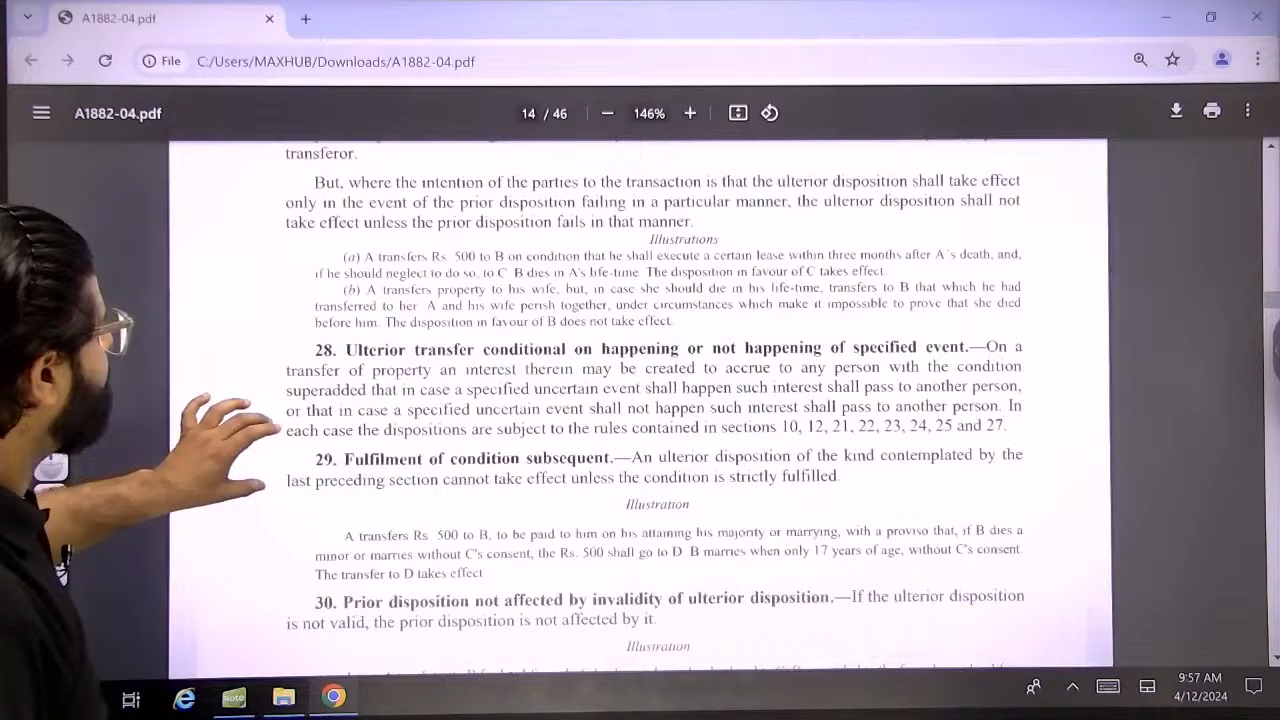 A1882-04.pdf
File C:/Users/MAXHUB/Downloads/A1882-04.pdf
A1882-04.pdf 14 / 46 146%
transferor.
But, where the intention of the parties to the transaction is that the ulterior disposition shall take effect
only in the event of the prior disposition failing in a particular manner, the ulterior disposition shall not
take effect unless the prior disposition fails in that manner.
Illustrations
(a) A transfers Rs. 500 to B on condition that he shall execute a certain lease within three months after A's death, and,
if he should neglect to do so, to C. B dies in A's life-time. The disposition in favour of C takes effect.
(b) A transfers property to his wife, but, in case she should die in his life-time, transfers to B that which he had
transferred to her. A and his wife perish together, under circumstances which make it impossible to prove that she died
before him. The disposition in favour of B does not take effect.
28. Ulterior transfer conditional on happening or not happening of specified event.—On a
transfer of property an interest therein may be created to accrue to any person with the condition
superadded that in case a specified uncertain event shall happen such interest shall pass to another person,
or that in case a specified uncertain event shall not happen such interest shall pass to another person. In
each case the dispositions are subject to the rules contained in sections 10, 12, 21, 22, 23, 24, 25 and 27.
29. Fulfilment of condition subsequent.—An ulterior disposition of the kind contemplated by the
last preceding section cannot take effect unless the condition is strictly fulfilled.
Illustration
A transfers Rs. 500 to B, to be paid to him on his attaining his majority or marrying, with a proviso that, if B dies a
minor or marries without C's consent, the Rs. 500 shall go to D. B marries when only 17 years of age, without C's consent.
The transfer to D takes effect
30. Prior disposition not affected by invalidity of ulterior disposition.—If the ulterior disposition
is not valid, the prior disposition is not affected by it.
Illustration
Note
9:57 AM
4/12/2024